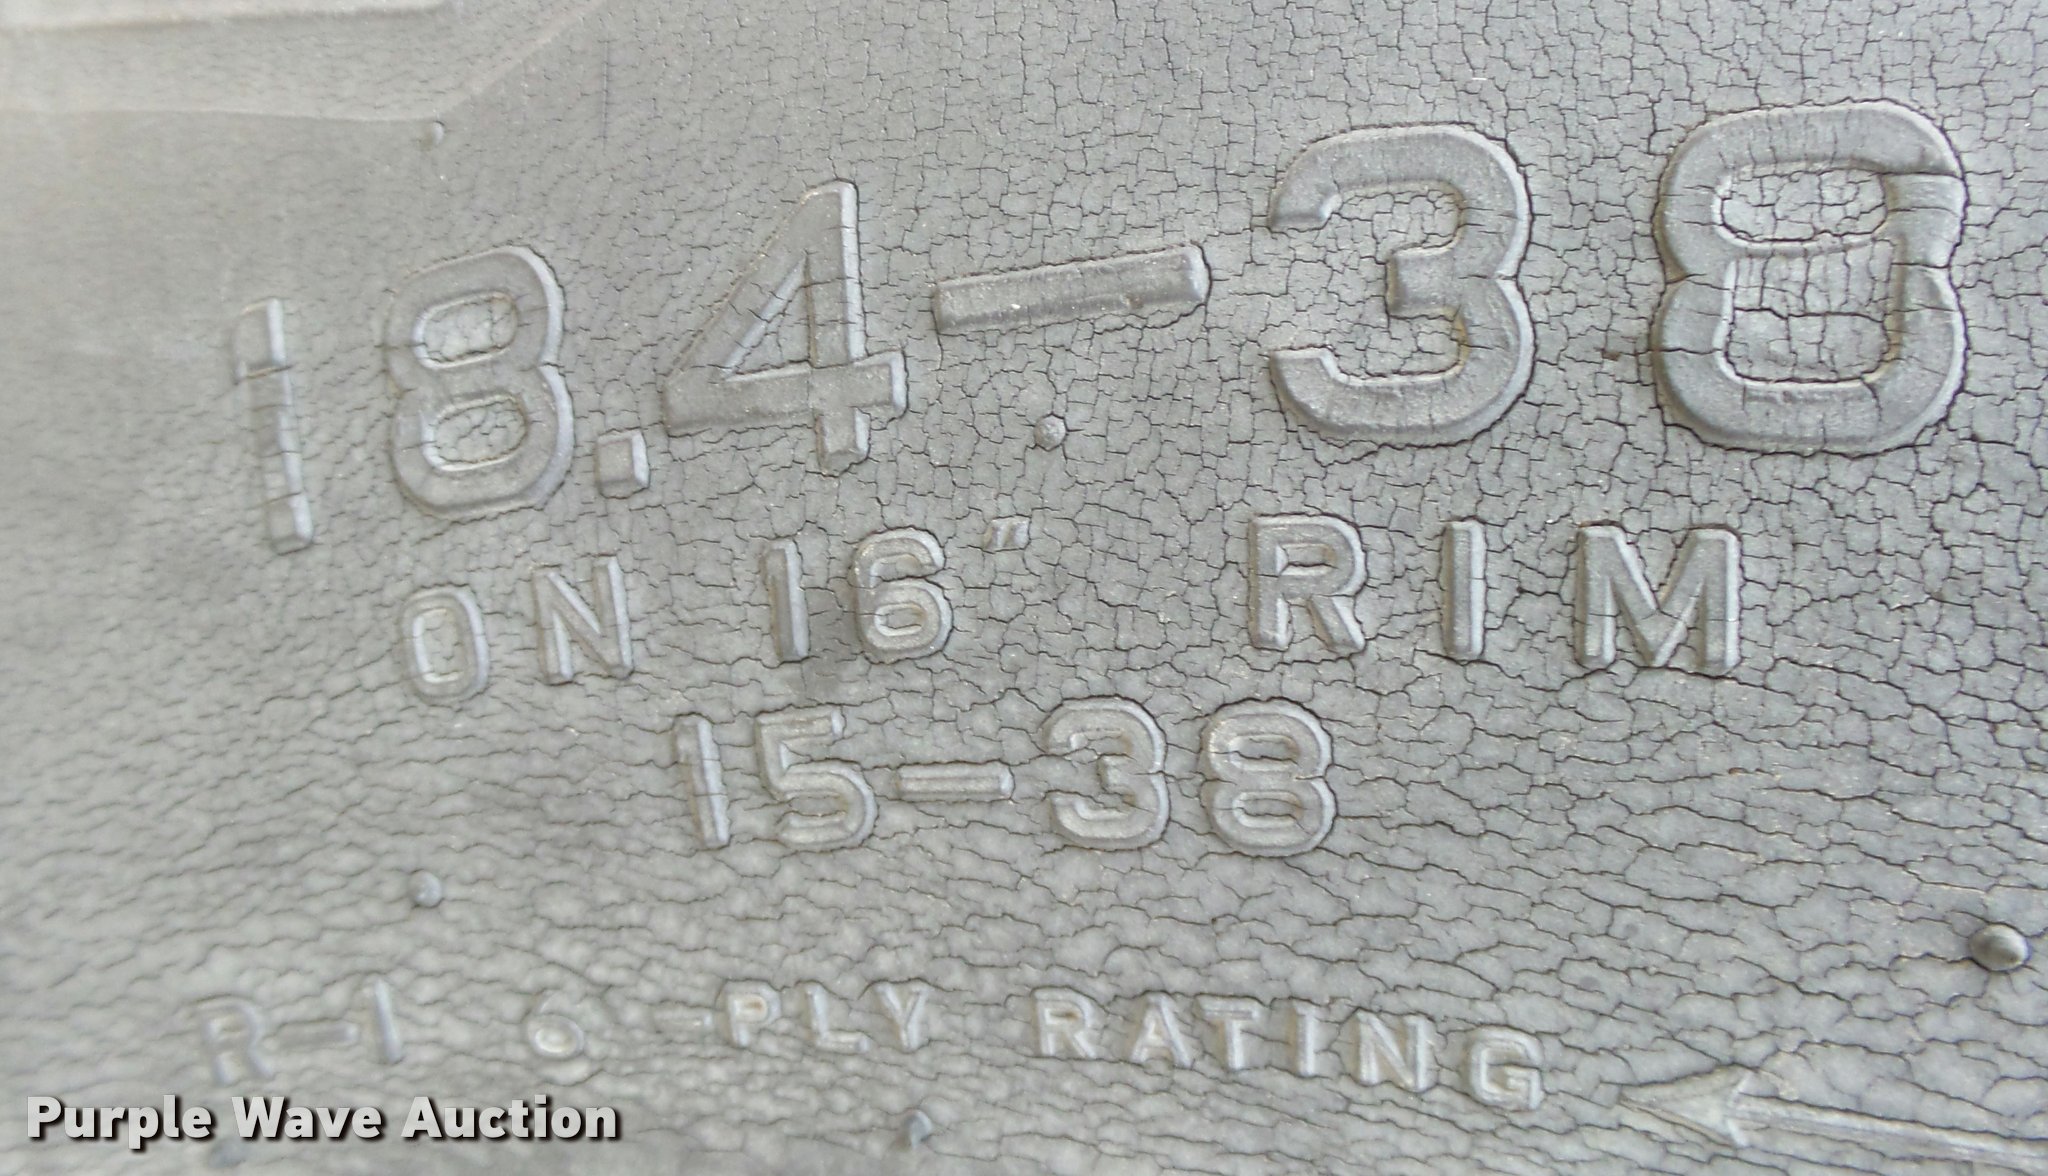 18.4-38
ON 16" RIM
15-38
R-1 6-PLY RATING
Purple Wave Auction